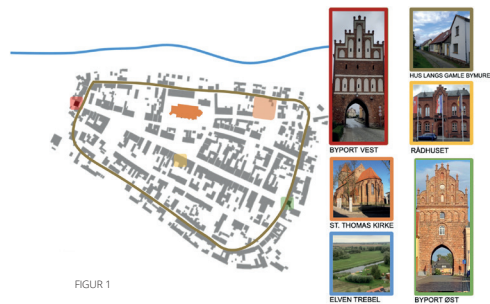 HUS LANGS GAMLE BYMURE
BYPORT VEST
RÅDHUSET
ST. THOMAS KIRKE
ELVEN TREBEL
BYPORT ØST
FIGUR 1